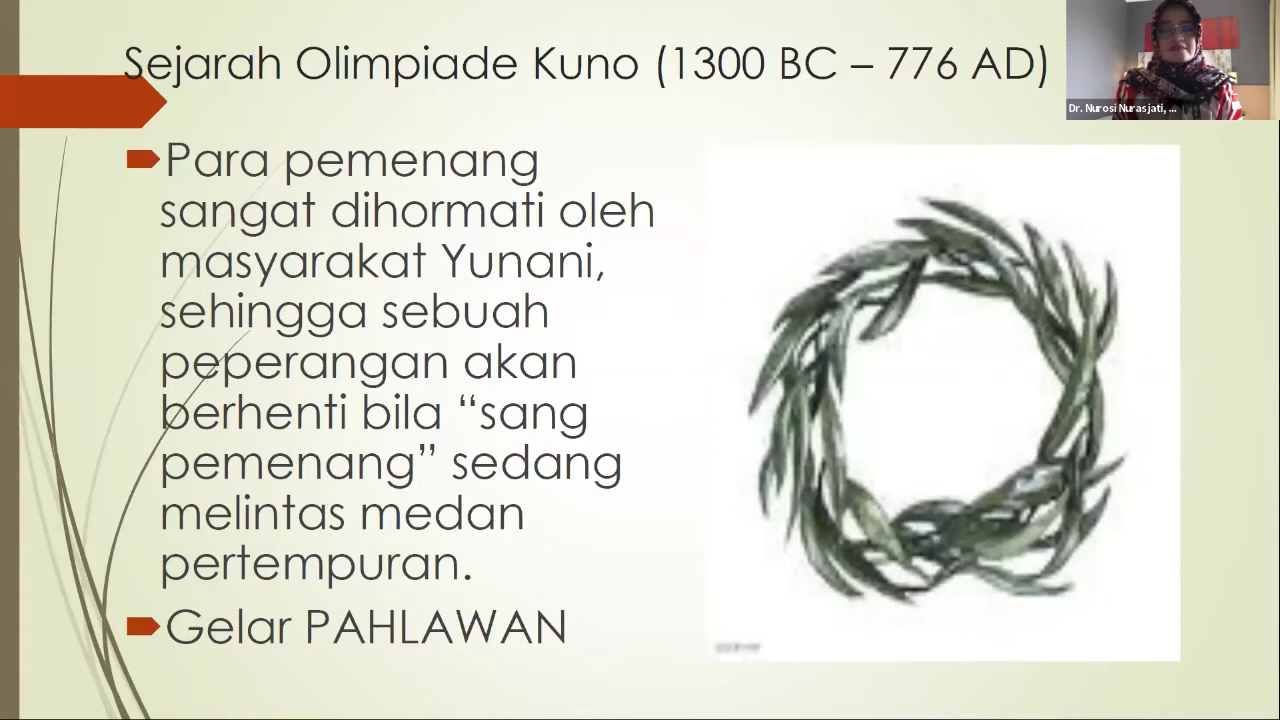 Sejarah Olimpiade Kuno (1300 BC – 776 AD)
Dr. Nurosi Nurasjati, ...
Para pemenang
sangat dihormati oleh
masyarakat Yunani,
sehingga sebuah
peperangan akan
berhenti bila “sang
pemenang” sedang
melintas medan
pertempuran.
Gelar PAHLAWAN